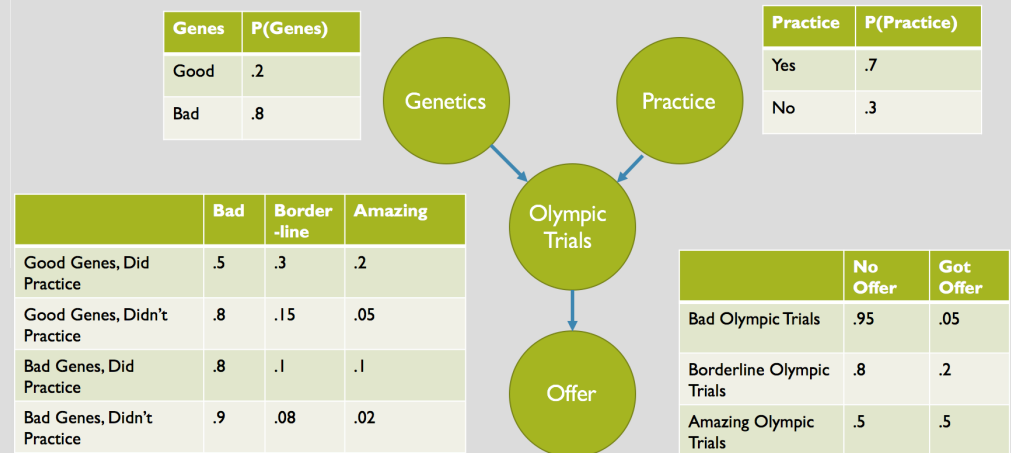 Genes P(Genes)
Good .2
Bad .8
Genetics
Practice
Practice P(Practice)
Yes .7
No .3
Olympic
Trials
Bad Border Amazing
-line
Good Genes, Did .5 .3 .2
Practice
Good Genes, Didn't .8 .15 .05
Practice
Bad Genes, Did .8 .1 .1
Practice
Bad Genes, Didn't .9 .08 .02
Practice
Offer
No Got
Offer Offer
Bad Olympic Trials .95 .05
Borderline Olympic .8 .2
Trials
Amazing Olympic .5 .5
Trials